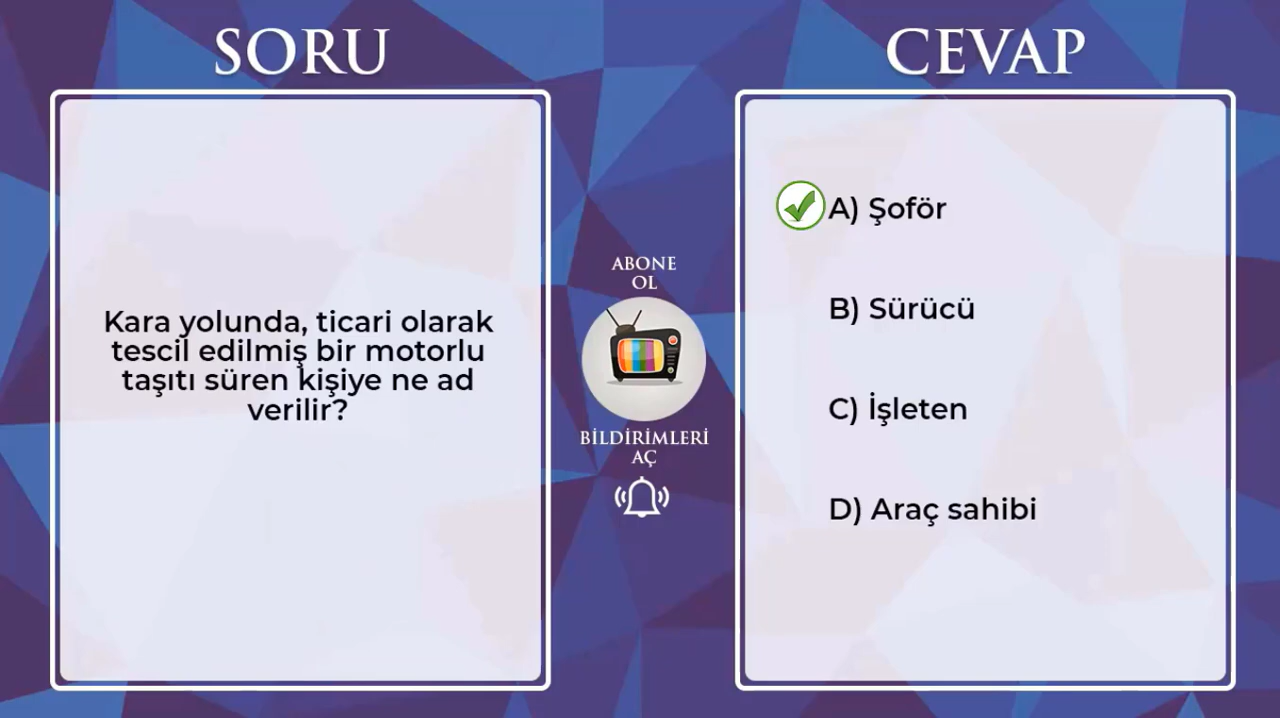 SORU
Kara yolunda, ticari olarak
tescil edilmiş bir motorlu
taşıtı süren kişiye ne ad
verilir?
ABONE
OL
BİLDİRİMLERİ
AÇ
CEVAP
A) Şoför
B) Sürücü
C) İşleten
D) Araç sahibi